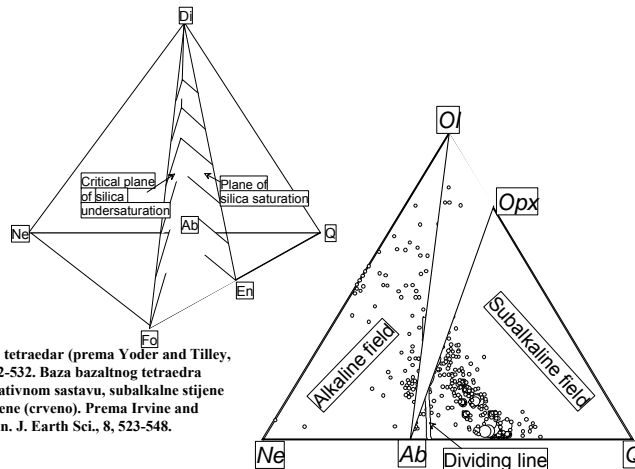 Di
Critical plane
of silica
undersaturation
Plane of
silica saturation
Ne
Ab
Q
En
Fo
tetraedar (prema Yoder and Tilley,
2-532. Baza bazaltnog tetraedra
ativnom sastavu, subalkalne stijene
ene (crveno). Prema Irvine and
n. J. Earth Sci., 8, 523-548.
Ol
Opx
Alkaline field
Subalkaline field
Ne
Ab
Dividing line